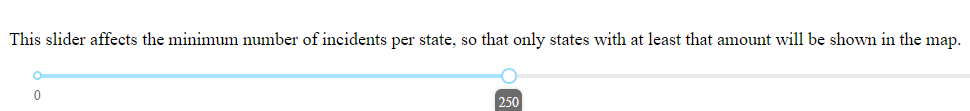 This slider affects the minimum number of incidents per state, so that only states with at least that amount will be shown in the map.
0
250